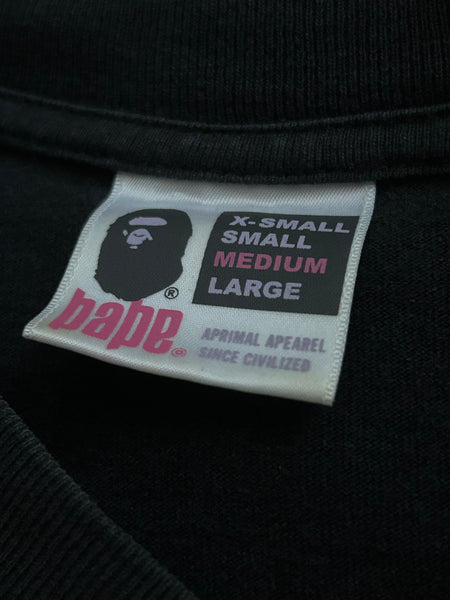 X-SMALL
SMALL
MEDIUM
LARGE
®
bape®
APRIMAL APEAREL
SINCE CIVILIZED